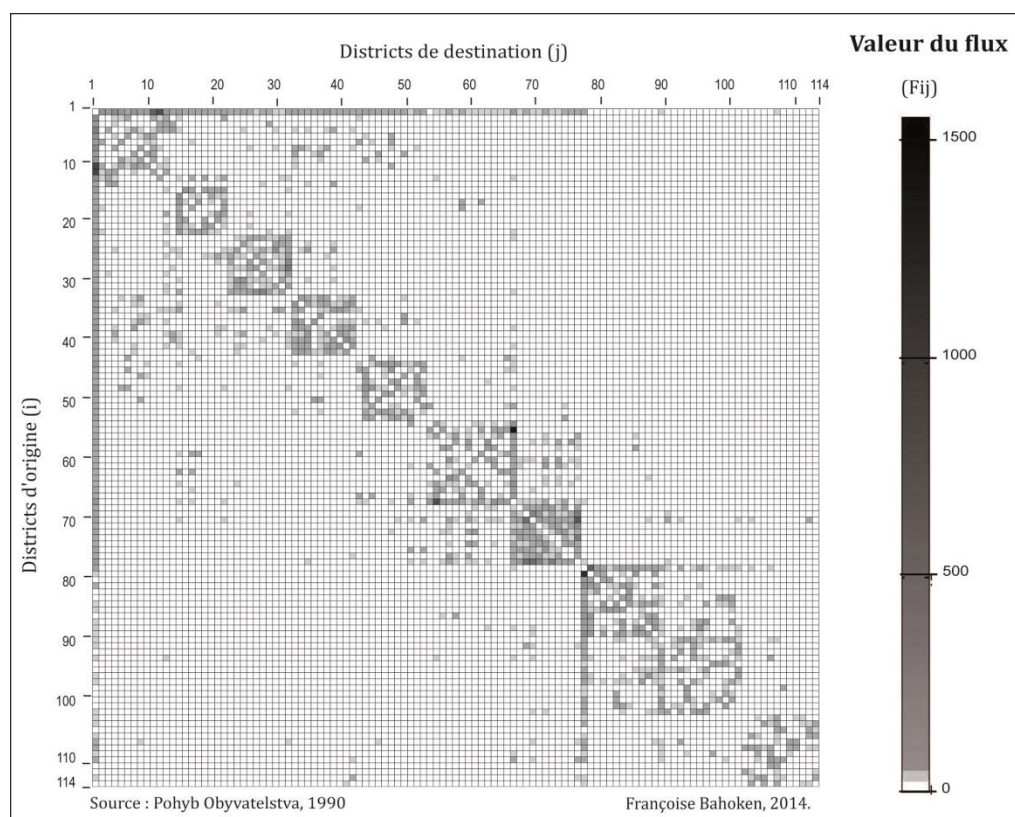 Districts de destination (j)
Valeur du flux
(Fij)
1 10 20 30 40 50 60 70 80 90 100 110 114
1
10
20
30
40
50
60
70
80
90
100
110
114
Districts d'origine (i)
1500
1000
500
0
Source : Pohyb Obyvatelstva, 1990
Françoise Bahoken, 2014.